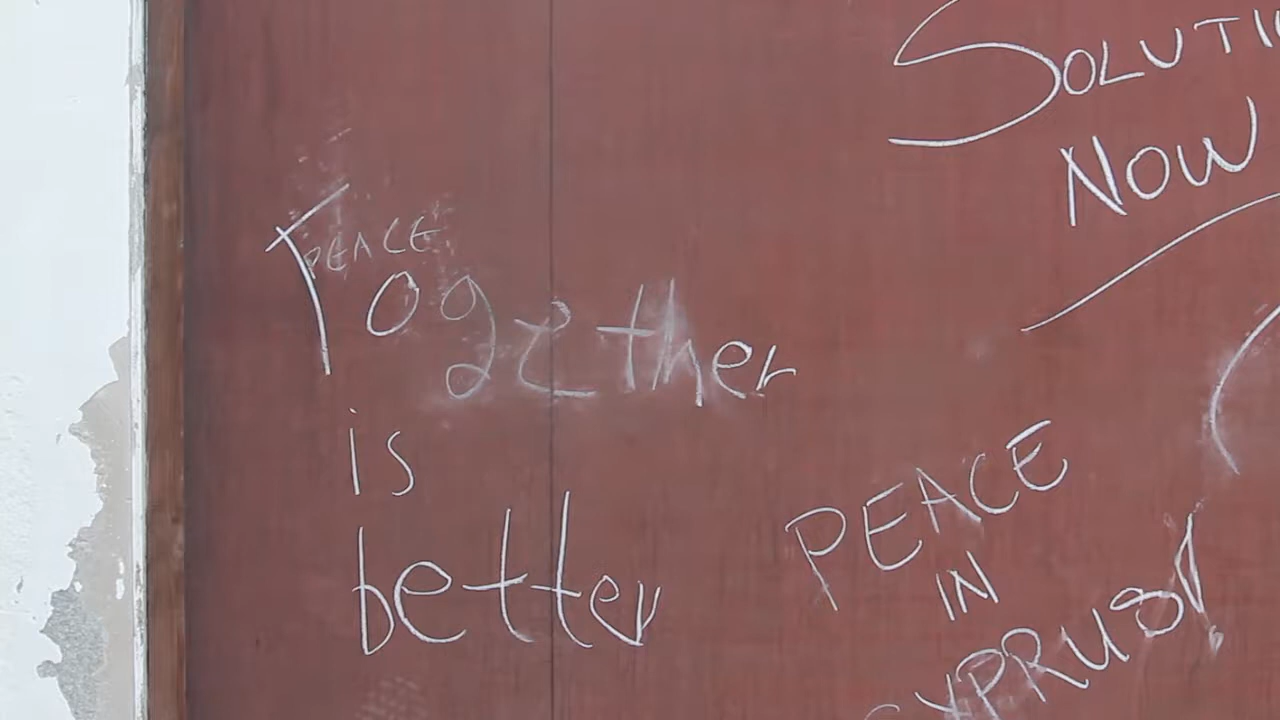 PEACE
Together
is
better
SOLUTI
NOW
PEACE
IN
CYPRUS!